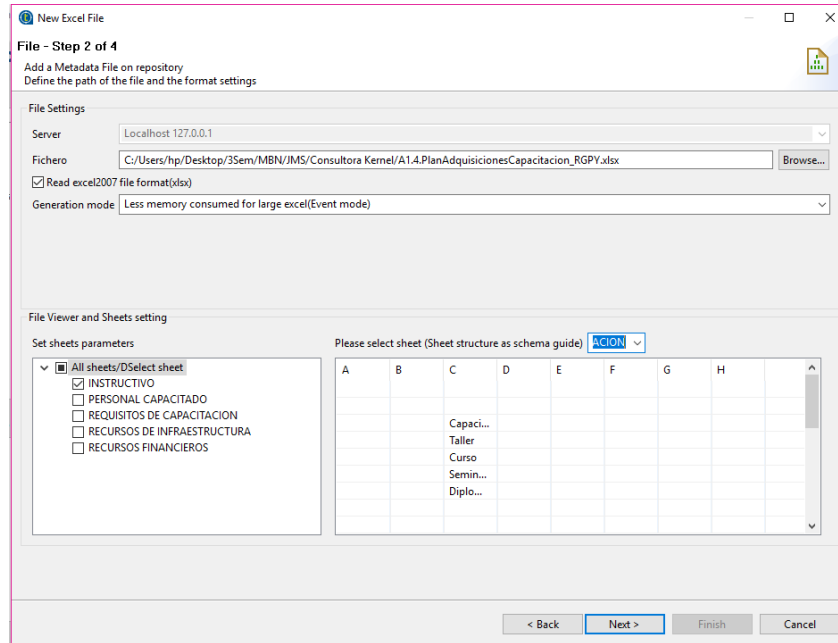 New Excel File
File - Step 2 of 4
Add a Metadata File on repository
Define the path of the file and the format settings
File Settings
Server Localhost 127.0.0.1
Fichero C:/Users/hp/Desktop/3Sem/MBN/JMS/Consultora Kernel/A1.4.PlanAdquisicionesCapacitacion_RGPY.xlsx Browse...
Read excel2007 file format(xlsx)
Generation mode Less memory consumed for large excel(Event mode)
File Viewer and Sheets setting
Set sheets parameters
Please select sheet (Sheet structure as schema guide) ACION
All sheets/DSelect sheet
INSTRUCTIVO
PERSONAL CAPACITADO
REQUISITOS DE CAPACITACION
RECURSOS DE INFRAESTRUCTURA
RECURSOS FINANCIEROS
A B C D E F G H
Capaci...
Taller
Curso
Semin...
Diplo...
< Back Next > Finish Cancel